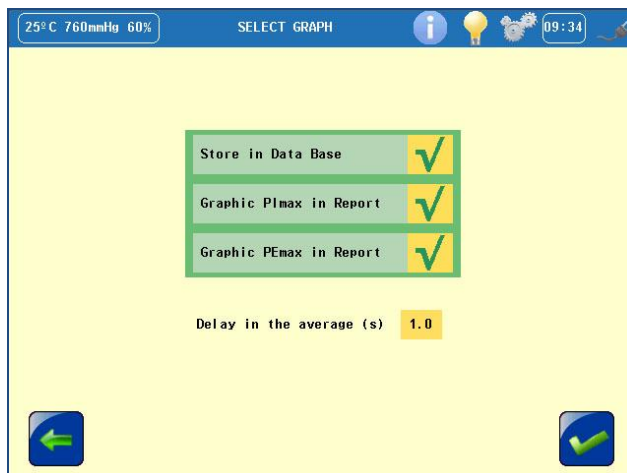 25ºC 760mmHg 60% SELECT GRAPH 09:34
Store in Data Base
Graphic PImax in Report
Graphic PEmax in Report
Delay in the average (s) 1.0